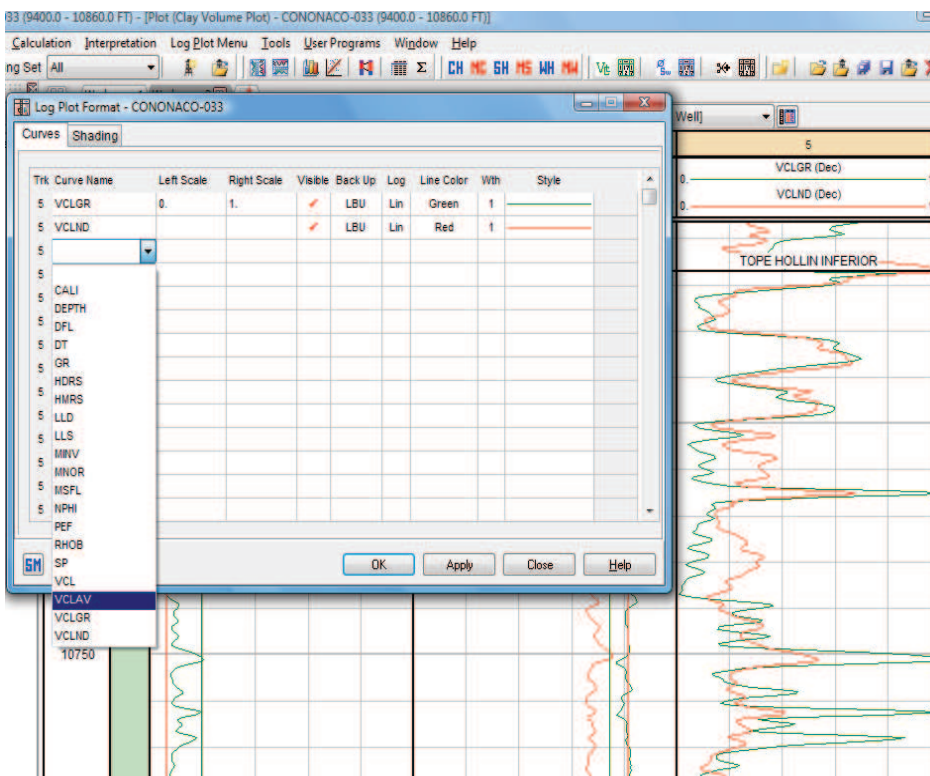 033 (9400.0 - 10860.0 FT) - [Plot (Clay Volume Plot) - CONONACO-033 (9400.0 - 10860.0 FT)]
Calculation Interpretation Log Plot Menu Tools User Programs Window Help
ng Set All
Σ CH MC SH MS WH MW
Log Plot Format - CONONACO-033
Well]
Curves Shading
5
Trk Curve Name Left Scale Right Scale Visible Back Up Log Line Color Wth Style
VCLGR (Dec)
0.
5 VCLGR 0. 1. LBU Lin Green 1
VCLND (Dec)
0.
5 VCLND LBU Lin Red 1
5
5
5
5
5
5
5
5
5
5
5
5
CALI
DEPTH
DFL
DT
GR
HDRS
HMRS
LLD
LLS
MINV
MNOR
MSFL
NPHI
PEF
RHOB
SP
VCL
VCLAV
VCLGR
VCLND
TOPE HOLLIN INFERIOR
SM OK Apply Close Help
10750